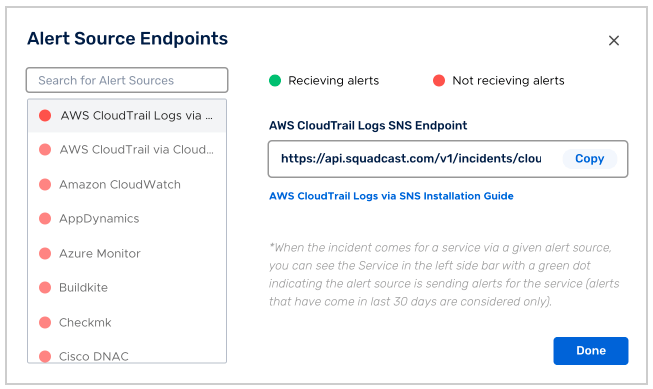 Alert Source Endpoints
Search for Alert Sources
AWS CloudTrail Logs via ...
AWS CloudTrail via Cloud...
Amazon CloudWatch
AppDynamics
Azure Monitor
Buildkite
Checkmk
Cisco DNAC
Recieving alerts
Not recieving alerts
AWS CloudTrail Logs SNS Endpoint
https://api.squadcast.com/v1/incidents/clou
Copy
AWS CloudTrail Logs via SNS Installation Guide
*When the incident comes for a service via a given alert source,
you can see the Service in the left side bar with a green dot
indicating the alert source is sending alerts for the service (alerts
that have come in last 30 days are considered only).
Done